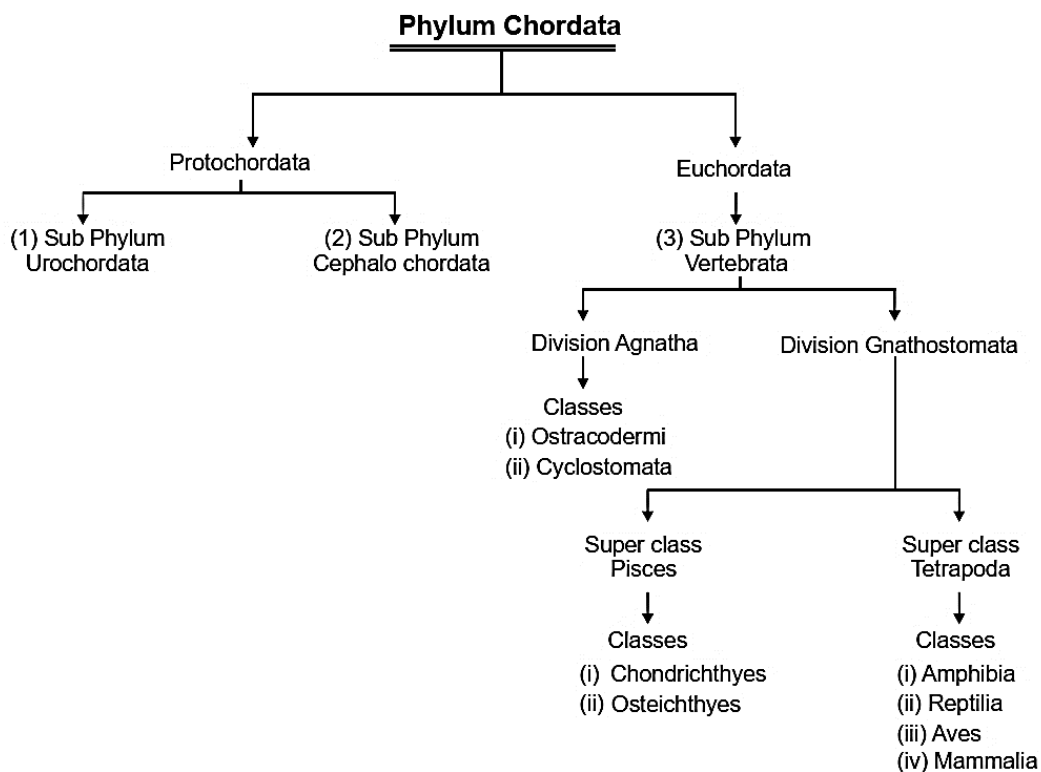 Phylum Chordata
Protochordata
Euchordata
(1) Sub Phylum
Urochordata
(2) Sub Phylum
Cephalo chordata
(3) Sub Phylum
Vertebrata
Division Agnatha
Division Gnathostomata
Classes
(i) Ostracodermi
(ii) Cyclostomata
Super class
Pisces
Super class
Tetrapoda
Classes
(i) Chondrichthyes
(ii) Osteichthyes
Classes
(i) Amphibia
(ii) Reptilia
(iii) Aves
(iv) Mammalia